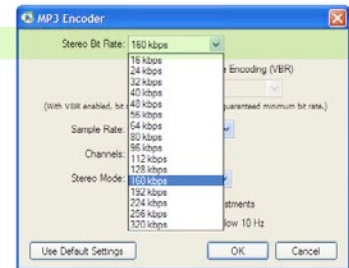 MP3 Encoder
Stereo Bit Rate: 160 kbps
16 kbps
24 kbps
32 kbps
e Encoding (VBR)
40 kbps
48 kbps
(With VBR enabled, bit
guaranteed minimum bit rate.)
56 kbps
Sample Rate:
64 kbps
80 kbps
96 kbps
Channels:
112 kbps
128 kbps
Stereo Mode:
160 kbps
192 kbps
224 kbps
stments
256 kbps
low 10 Hz
320 kbps
Use Default Settings
OK
Cancel